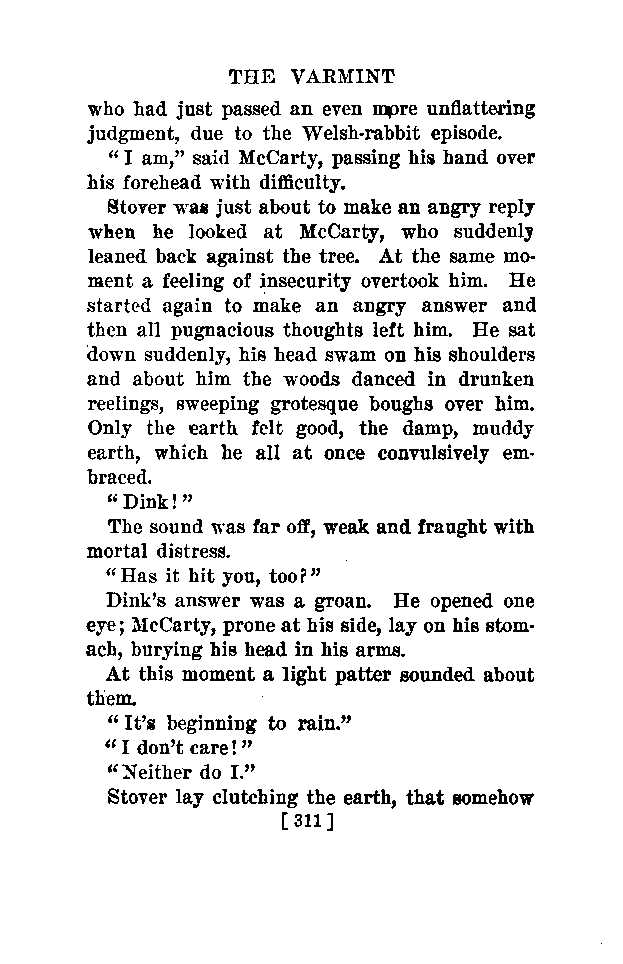 THE VARMINT
who had just passed an even more unflattering
judgment, due to the Welsh-rabbit episode.
“I am,” said McCarty, passing his hand over
his forehead with difficulty.
Stover was just about to make an angry reply
when he looked at McCarty, who suddenly
leaned back against the tree. At the same mo-
ment a feeling of insecurity overtook him. He
started again to make an angry answer and
then all pugnacious thoughts left him. He sat
down suddenly, his head swam on his shoulders
and about him the woods danced in drunken
reelings, sweeping grotesque boughs over him.
Only the earth felt good, the damp, muddy
earth, which he all at once convulsively em-
braced.
“Dink!”
The sound was far off, weak and fraught with
mortal distress.
“Has it hit you, too?”
Dink’s answer was a groan. He opened one
eye; McCarty, prone at his side, lay on his stom-
ach, burying his head in his arms.
At this moment a light patter sounded about
them.
“It’s beginning to rain.”
“I don’t care!”
“Neither do I.”
Stover lay clutching the earth, that somehow
[311]